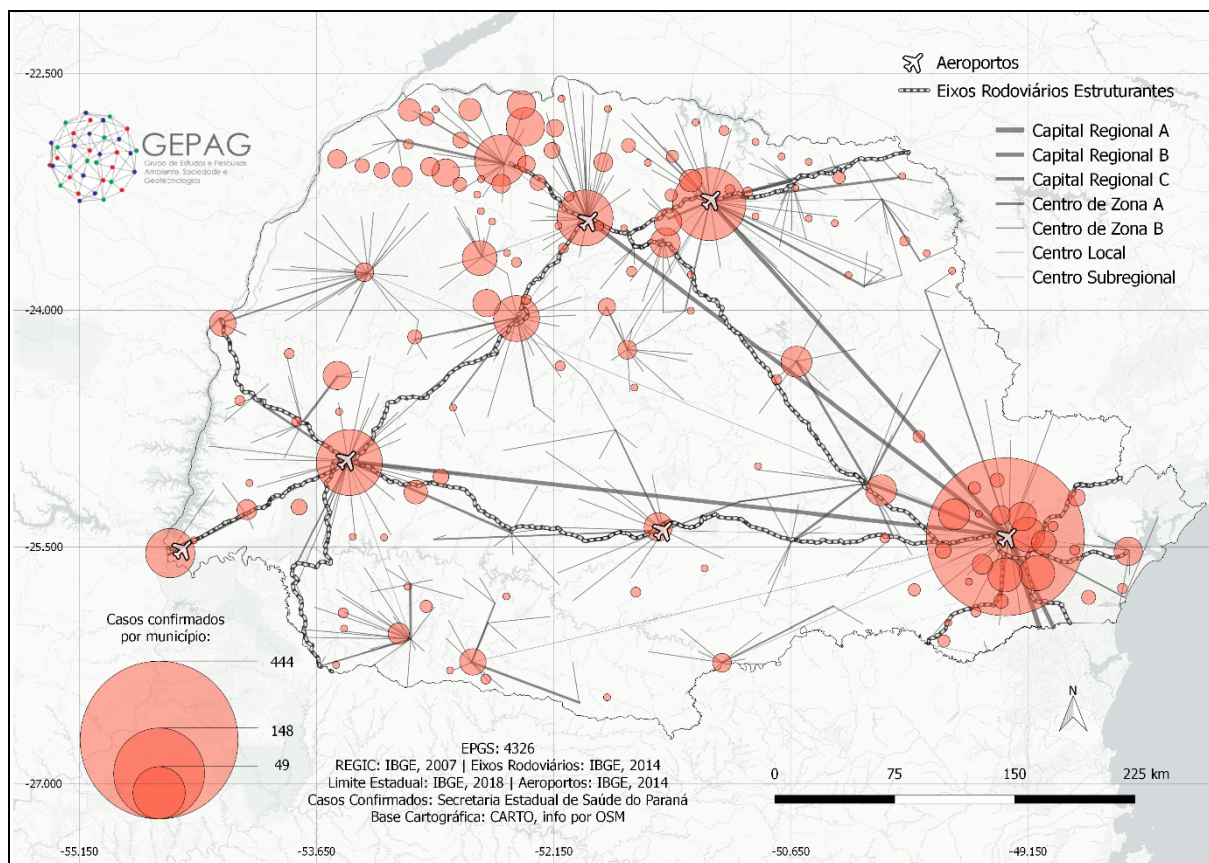 -22.500
-24.000
-25.500
-27.000
-55.150
-53.650
-52.150
-50.650
-49.150
GEPAG
Grupo de Estudos e Pesquisas
Ambiente, Sociedade e
Geotecnologias
Aeroportos
Eixos Rodoviários Estruturantes
Capital Regional A
Capital Regional B
Capital Regional C
Centro de Zona A
Centro de Zona B
Centro Local
Centro Subregional
Casos confirmados
por município:
444
148
49
EPGS: 4326
REGIC: IBGE, 2007 | Eixos Rodoviários: IBGE, 2014
Limite Estadual: IBGE, 2018 | Aeroportos: IBGE, 2014
Casos Confirmados: Secretaria Estadual de Saúde do Paraná
Base Cartográfica: CARTO, info por OSM
N
0 75 150 225 km